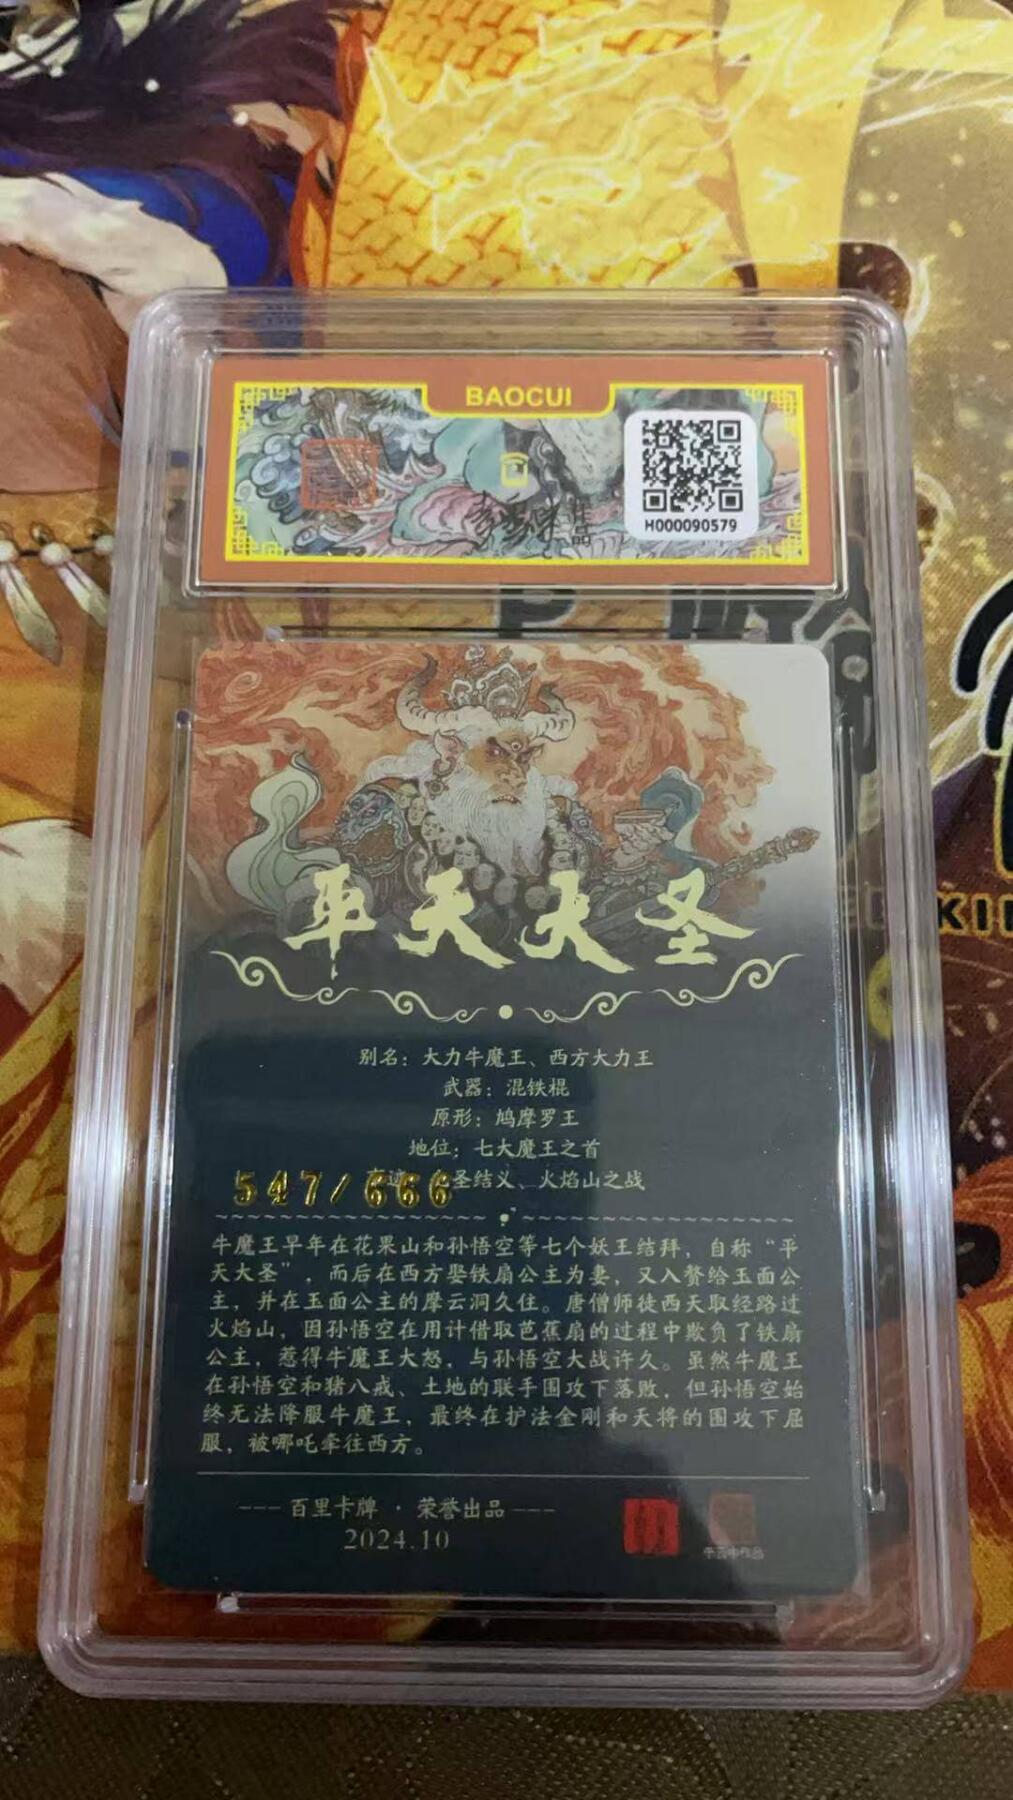 BAOCUI
H000090579
平天大圣
别名：大力牛魔王、西方大力王
武器：混铁棍
原形：鸠摩罗王
地位：七大魔王之首
圣结义、火焰山之战
547/666
牛魔王早年在花果山和孙悟空等七个妖王结拜，自称“平
天大圣”，而后在西方娶铁扇公主为妻，又入赘给玉面公
主，并在玉面公主的摩云洞久住。唐僧师徒西天取经路过
火焰山，因孙悟空在用计借取芭蕉扇的过程中欺负了铁扇
公主，惹得牛魔王大怒，与孙悟空大战许久。虽然牛魔王
在孙悟空和猪八戒、土地的联手围攻下落败，但孙悟空始
终无法降服牛魔王，最终在护法金刚和天将的围攻下屈
服，被哪吒牵往西方。
--- 百里卡牌 · 荣誉出品 ---
2024.10